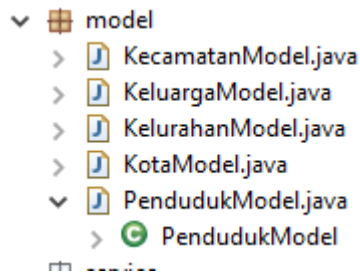 model
KecamatanModel.java
KeluargaModel.java
KelurahanModel.java
KotaModel.java
PendudukModel.java
PendudukModel